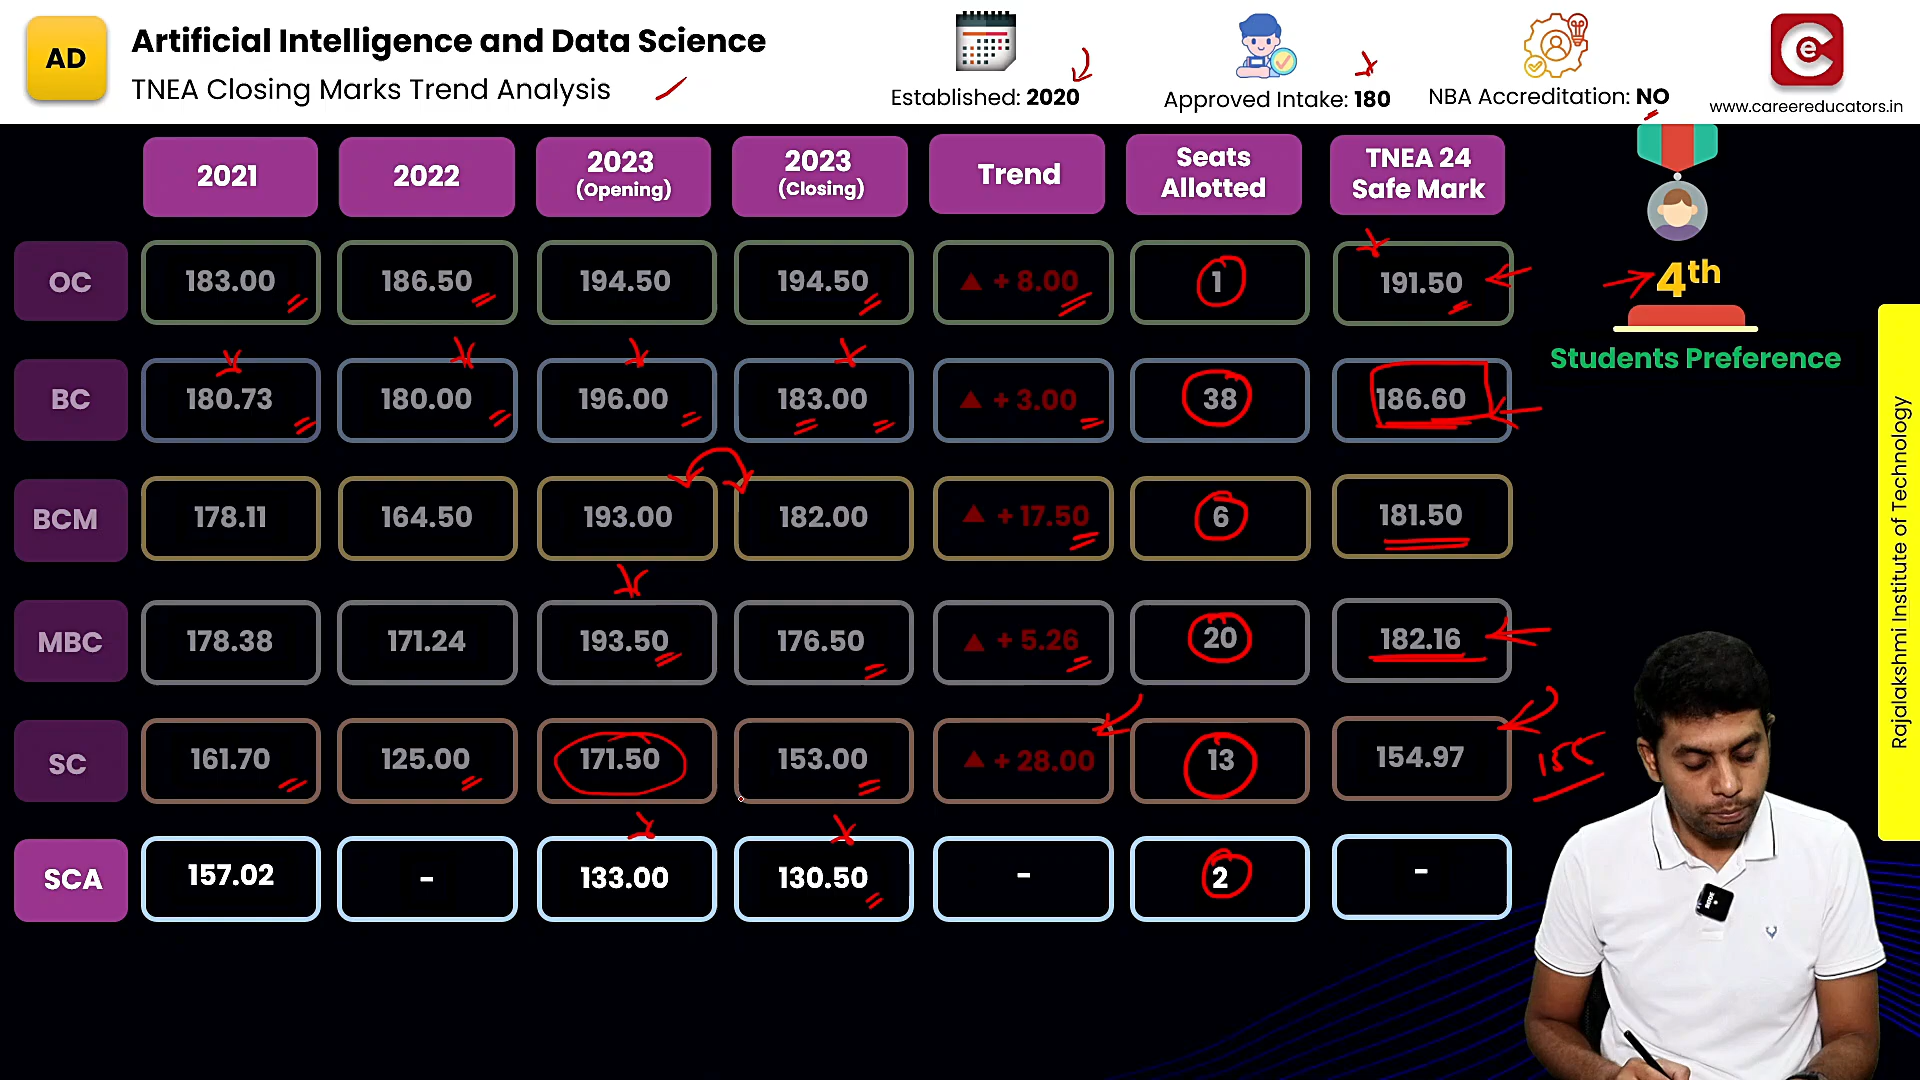 AD
Artificial Intelligence and Data Science
TNEA Closing Marks Trend Analysis
Established: 2020
Approved Intake: 180
NBA Accreditation: NO
e
www.careereducators.in
2021
2022
2023
(Opening)
2023
(Closing)
Trend
Seats
Allotted
TNEA 24
Safe Mark
OC
183.00
186.50
194.50
194.50
+ 8.00
1
191.50
4th
Students Preference
BC
180.73
180.00
196.00
183.00
+ 3.00
38
186.60
BCM
178.11
164.50
193.00
182.00
+ 17.50
6
181.50
MBC
178.38
171.24
193.50
176.50
+ 5.26
20
182.16
SC
161.70
125.00
171.50
153.00
+ 28.00
13
154.97
155
SCA
157.02
-
133.00
130.50
-
2
-
Rajalakshmi Institute of Technology